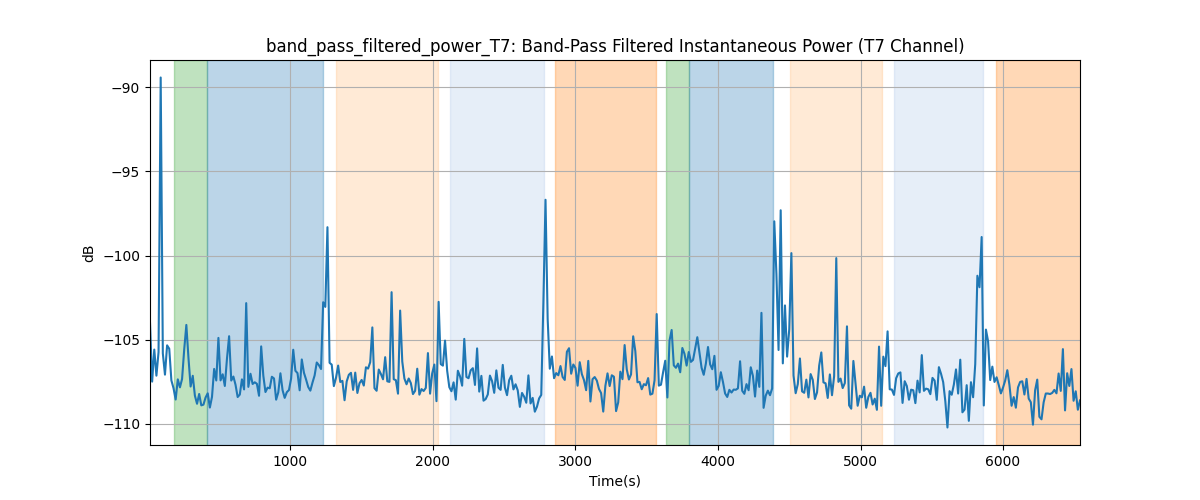 band_pass_filtered_power_T7: Band-Pass Filtered Instantaneous Power (T7 Channel)
dB
−90
−95
−100
−105
−110
1000 2000 3000 4000 5000 6000
Time(s)